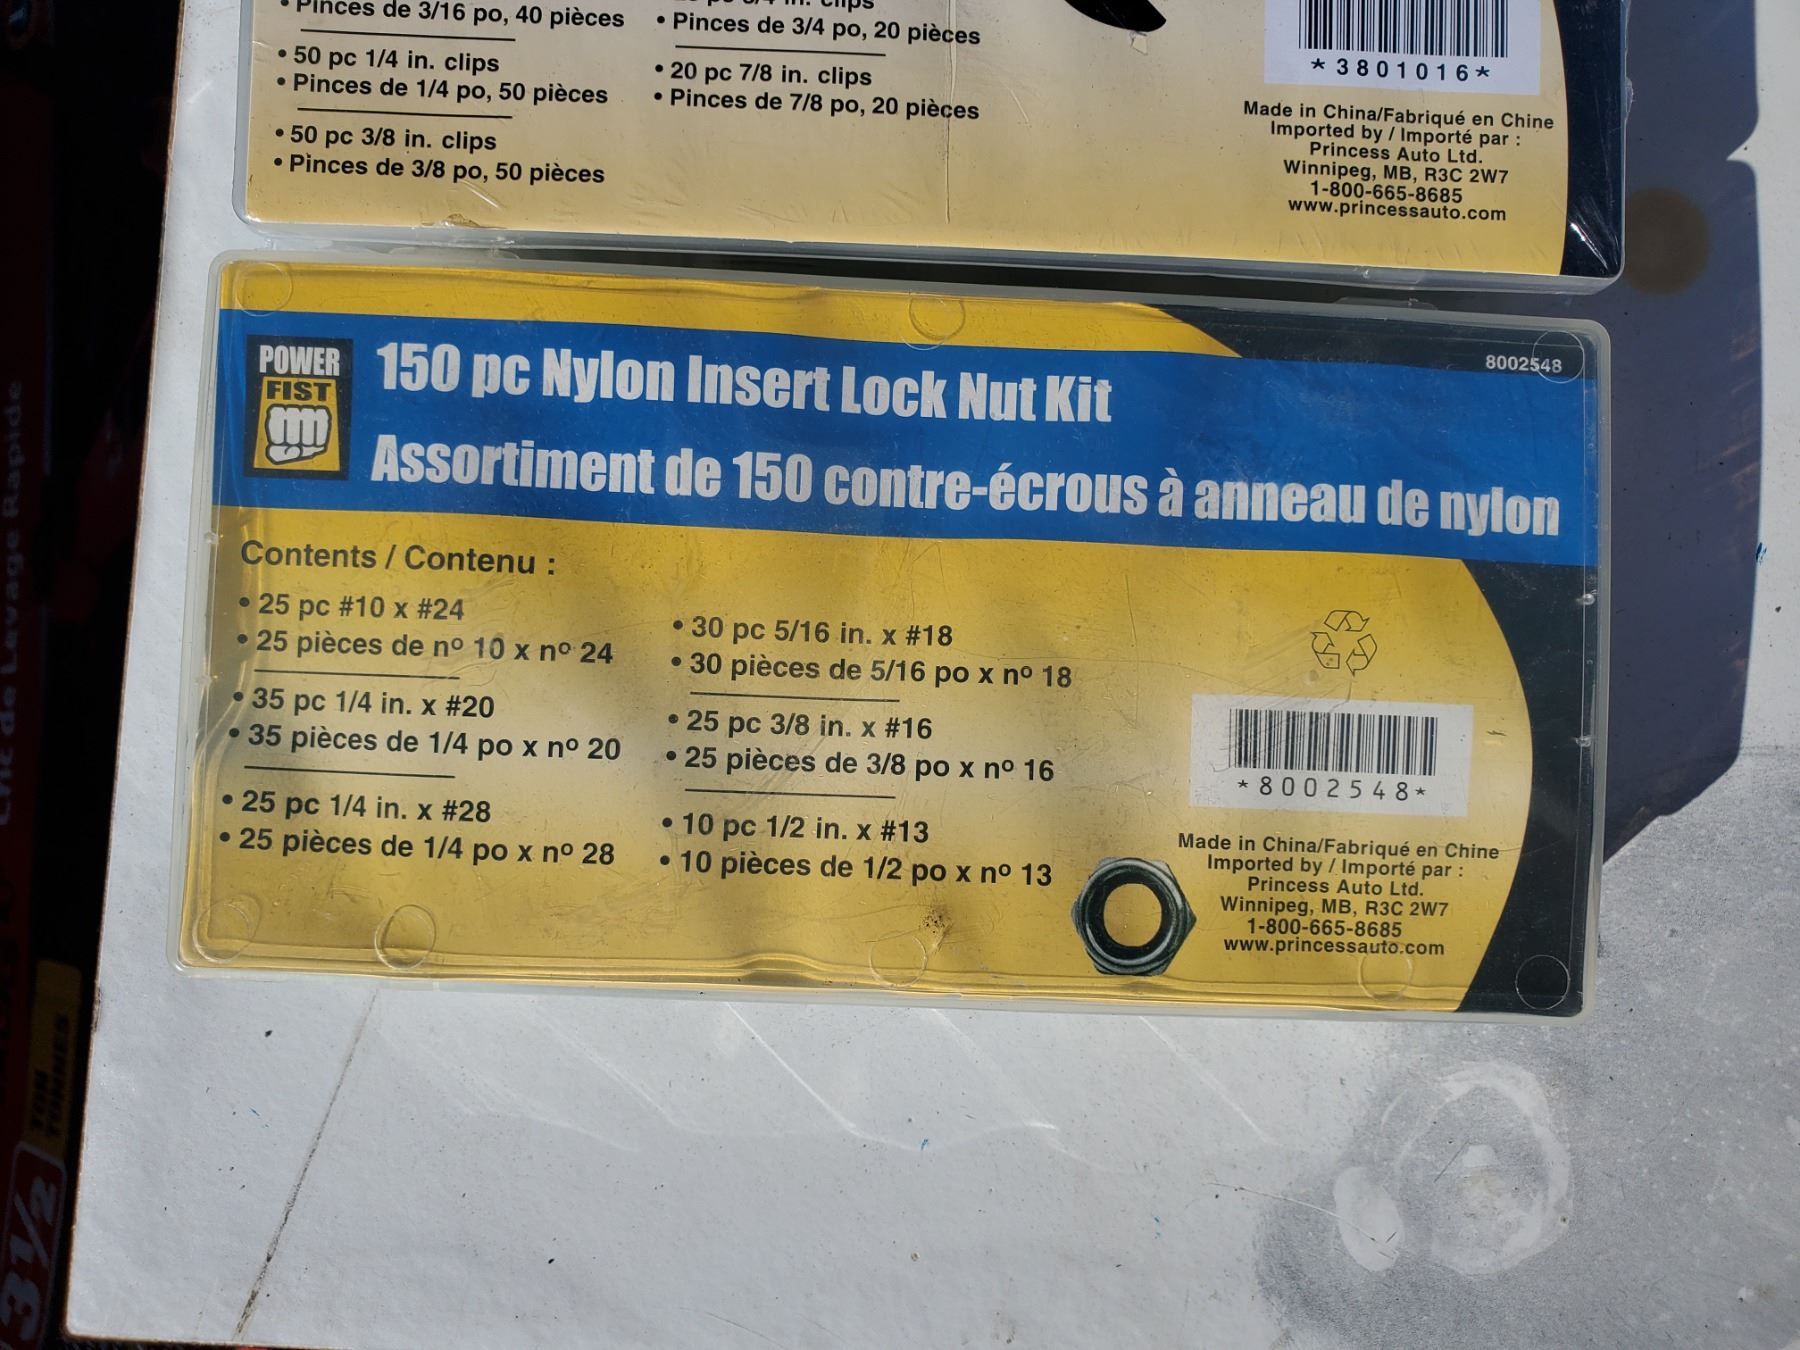 • Pinces de 3/16 po, 40 pièces
• 50 pc 1/4 in. clips
• Pinces de 1/4 po, 50 pièces
• 50 pc 3/8 in. clips
• Pinces de 3/8 po, 50 pièces
• Pinces de 3/4 po, 20 pièces
• 20 pc 7/8 in. clips
• Pinces de 7/8 po, 20 pièces
*3801016*
Made in China/Fabriqué en Chine
Imported by / Importé par :
Princess Auto Ltd.
Winnipeg, MB, R3C 2W7
1-800-665-8685
www.princessauto.com
POWER
FIST
150 pc Nylon Insert Lock Nut Kit
8002548
Assortiment de 150 contre-écrous à anneau de nylon
Contents / Contenu :
• 25 pc #10 x #24
• 25 pièces de nº 10 x nº 24
• 35 pc 1/4 in. x #20
• 35 pièces de 1/4 po x nº 20
• 25 pc 1/4 in. x #28
• 25 pièces de 1/4 po x nº 28
• 30 pc 5/16 in. x #18
• 30 pièces de 5/16 po x nº 18
• 25 pc 3/8 in. x #16
• 25 pièces de 3/8 po x nº 16
• 10 pc 1/2 in. x #13
• 10 pièces de 1/2 po x nº 13
*8002548*
Made in China/Fabriqué en Chine
Imported by / Importé par :
Princess Auto Ltd.
Winnipeg, MB, R3C 2W7
1-800-665-8685
www.princessauto.com
Cric de Levage Rapide
3 1/2
TON
TONNES